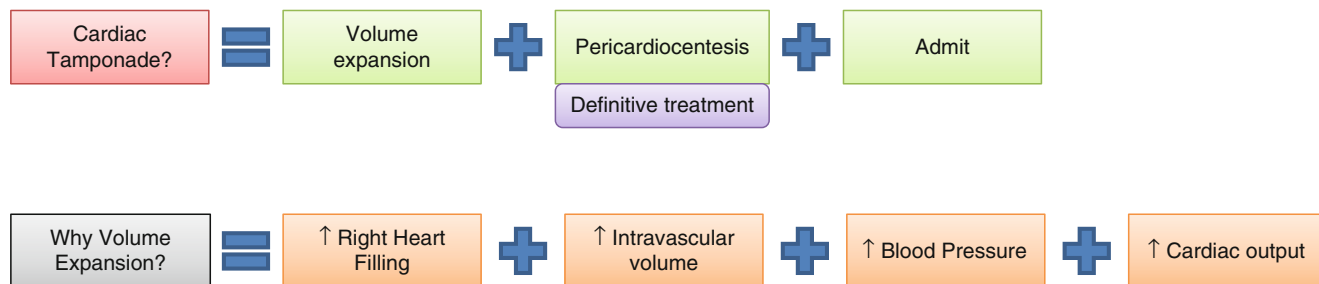 Cardiac
Tamponade?
Volume
expansion
Pericardiocentesis
Admit
Definitive treatment
Why Volume
Expansion?
↑ Right Heart
Filling
↑ Intravascular
volume
↑ Blood Pressure
↑ Cardiac output